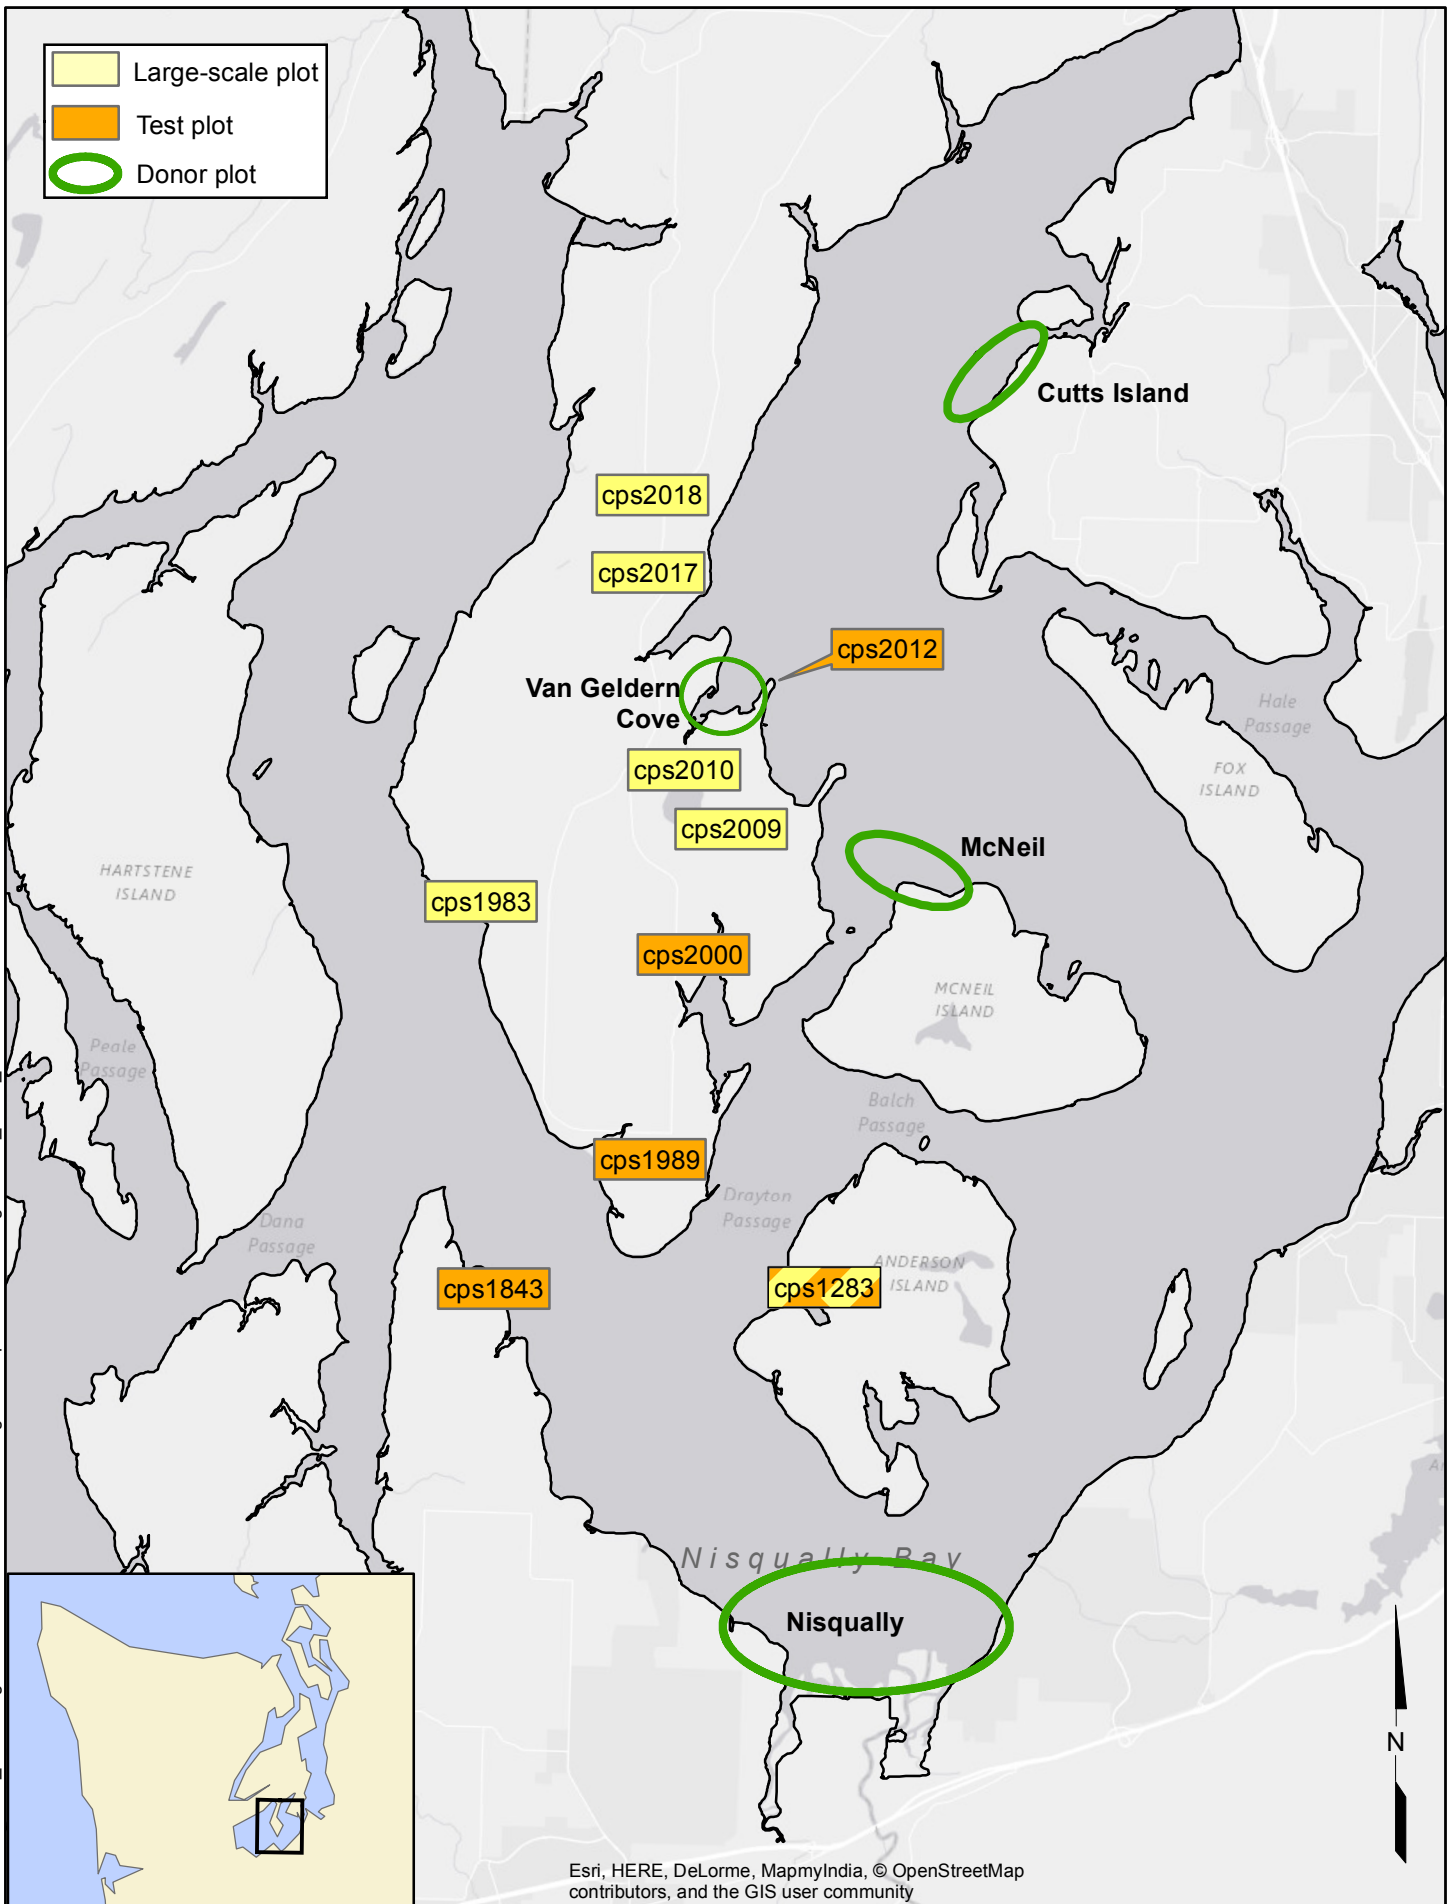 Large-scale plot
Test plot
Donor plot
Cutts Island
cps2018
cps2017
cps2012
Van Geldern
Cove
Hale
Passage
FOX
ISLAND
cps2010
cps2009
McNeil
HARTSTENE
ISLAND
cps1983
cps2000
MCNEIL
ISLAND
Peale
Passage
Balch
Passage
cps1989
Drayton
Passage
Dana
Passage
ANDERSON
ISLAND
cps1843
cps1283
Nisqually Bay
Nisqually
N
Esri, HERE, DeLorme, MapmyIndia, © OpenStreetMap
contributors, and the GIS user community